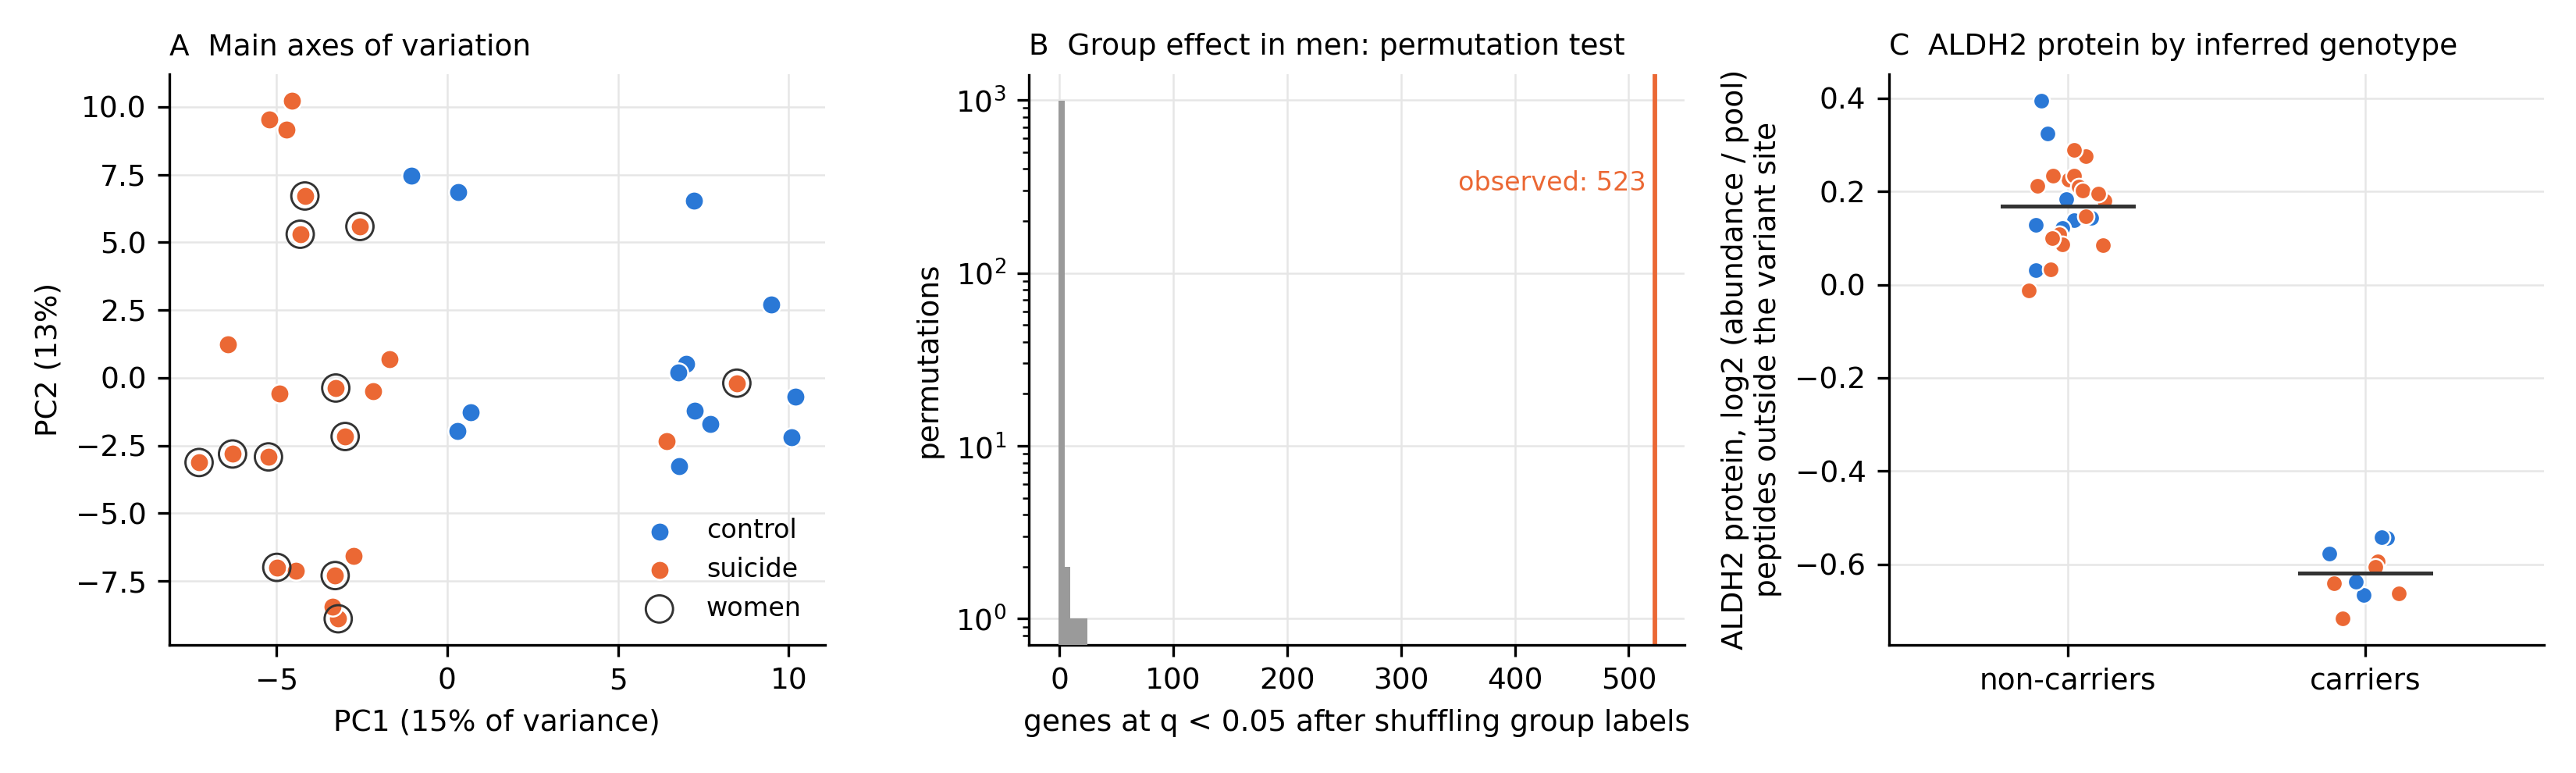 A  Main axes of variation
PC2 (13%)
10.0
7.5
5.0
2.5
0.0
−2.5
−5.0
−7.5
control
suicide
women
−5
0
5
10
PC1 (15% of variance)
B  Group effect in men: permutation test
permutations
10³
10²
10¹
10⁰
observed: 523
0
100
200
300
400
500
genes at q < 0.05 after shuffling group labels
C  ALDH2 protein by inferred genotype
ALDH2 protein, log2 (abundance / pool)
peptides outside the variant site
0.4
0.2
0.0
−0.2
−0.4
−0.6
non-carriers
carriers